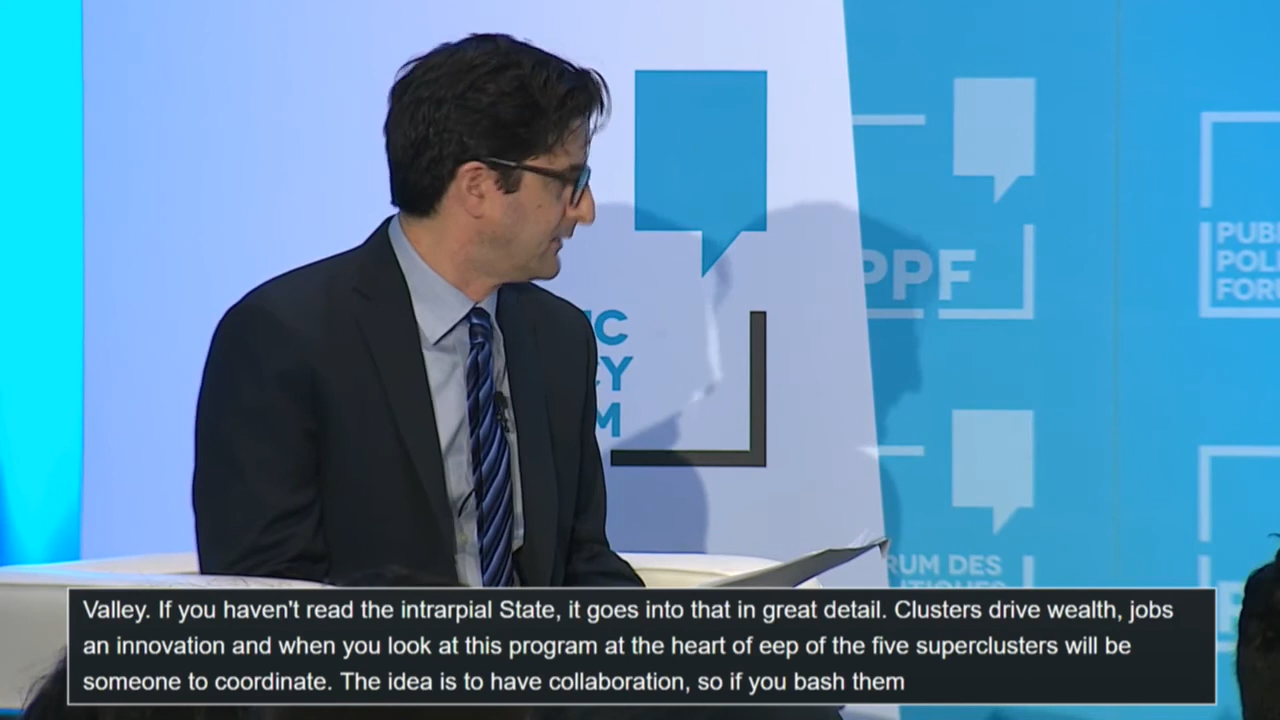 IC
CY
M
PPF
PUB
POLI
FOR
RUM DES
Valley. If you haven't read the intrarpial State, it goes into that in great detail. Clusters drive wealth, jobs
an innovation and when you look at this program at the heart of eep of the five superclusters will be
someone to coordinate. The idea is to have collaboration, so if you bash them